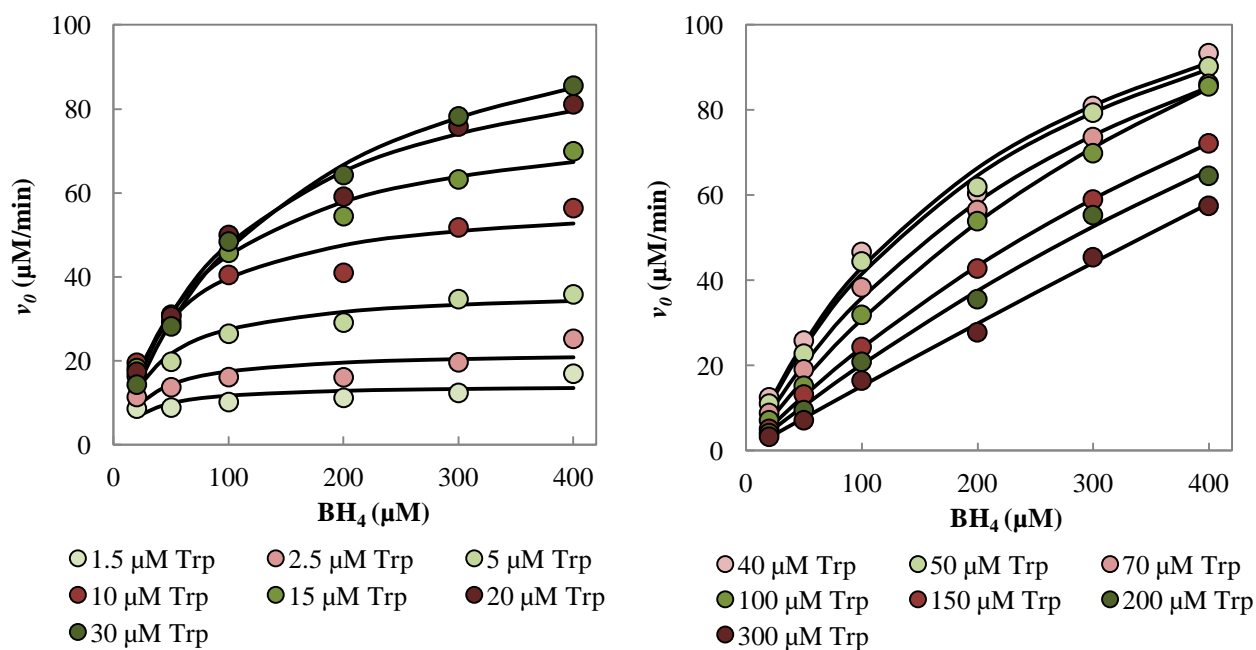 100
80
60
40
20
0
v0 (µM/min)
0 100 200 300 400
BH4 (µM)
1.5 µM Trp 2.5 µM Trp 5 µM Trp
10 µM Trp 15 µM Trp 20 µM Trp
30 µM Trp
100
80
60
40
20
0
v0 (µM/min)
0 100 200 300 400
BH4 (µM)
40 µM Trp 50 µM Trp 70 µM Trp
100 µM Trp 150 µM Trp 200 µM Trp
300 µM Trp